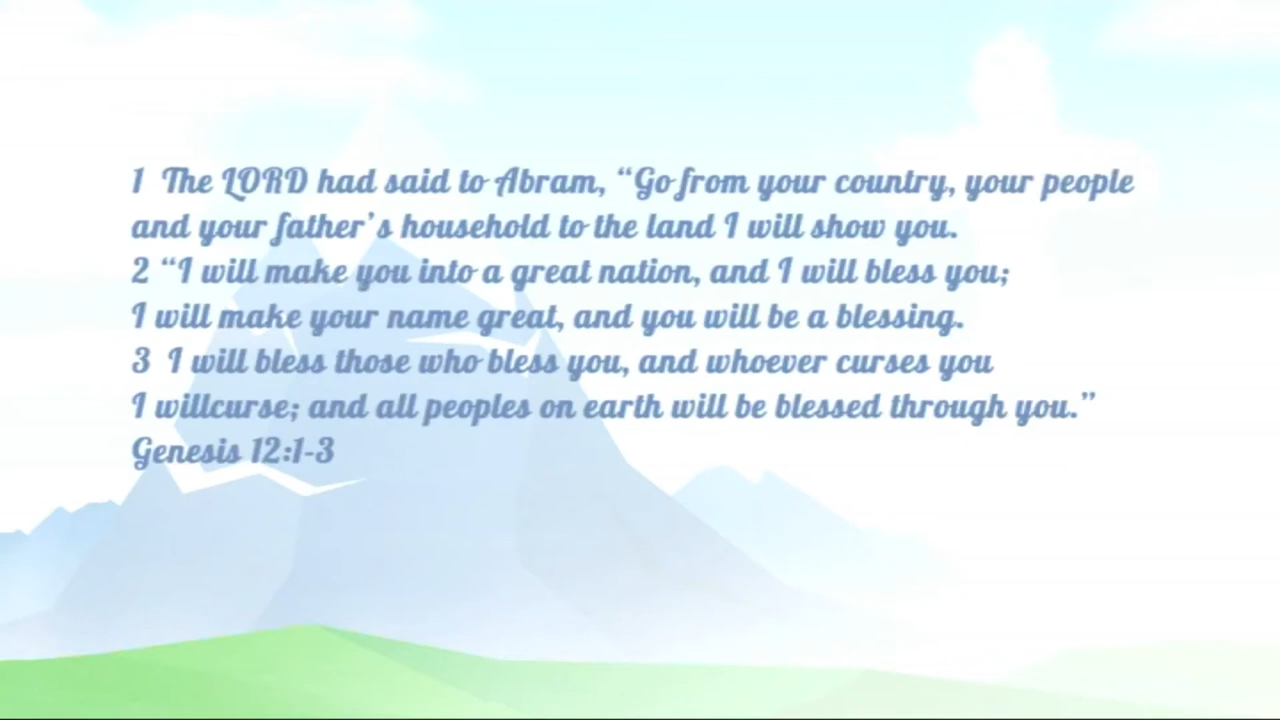 1 The LORD had said to Abram, “Go from your country, your people
and your father’s household to the land I will show you.
2 “I will make you into a great nation, and I will bless you;
I will make your name great, and you will be a blessing.
3 I will bless those who bless you, and whoever curses you
I willcurse; and all peoples on earth will be blessed through you.”
Genesis 12:1-3